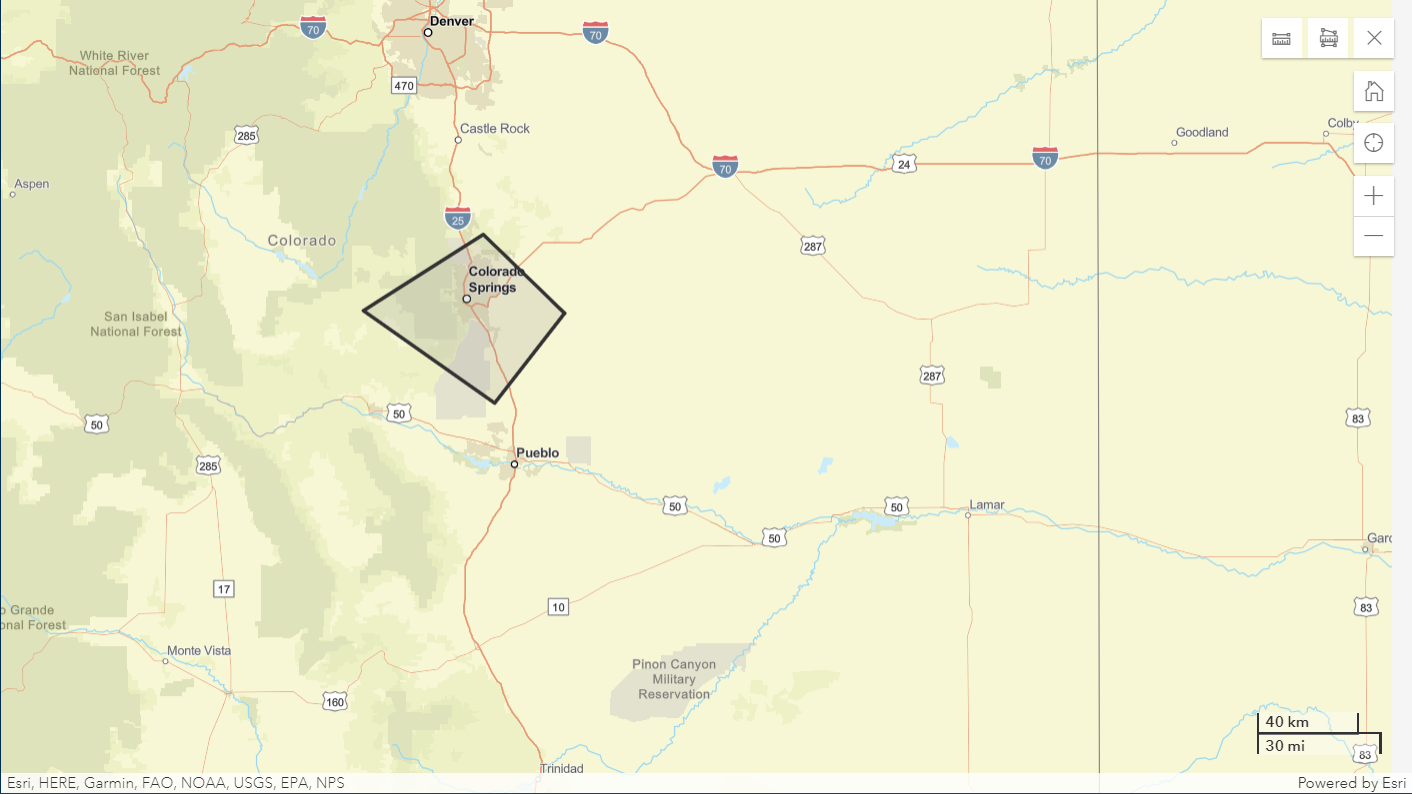 Denver
70
70
White River
National Forest
470
285
Castle Rock
Goodland
Colby
70
24
70
Aspen
25
Colorado
287
Colorado
Springs
San Isabel
National Forest
287
50
50
83
285
Pueblo
50
50
Lamar
50
Garc
17
10
83
o Grande
onal Forest
Monte Vista
Pinon Canyon
Military
Reservation
160
40 km
30 mi
83
Trinidad
Esri, HERE, Garmin, FAO, NOAA, USGS, EPA, NPS
Powered by Esri